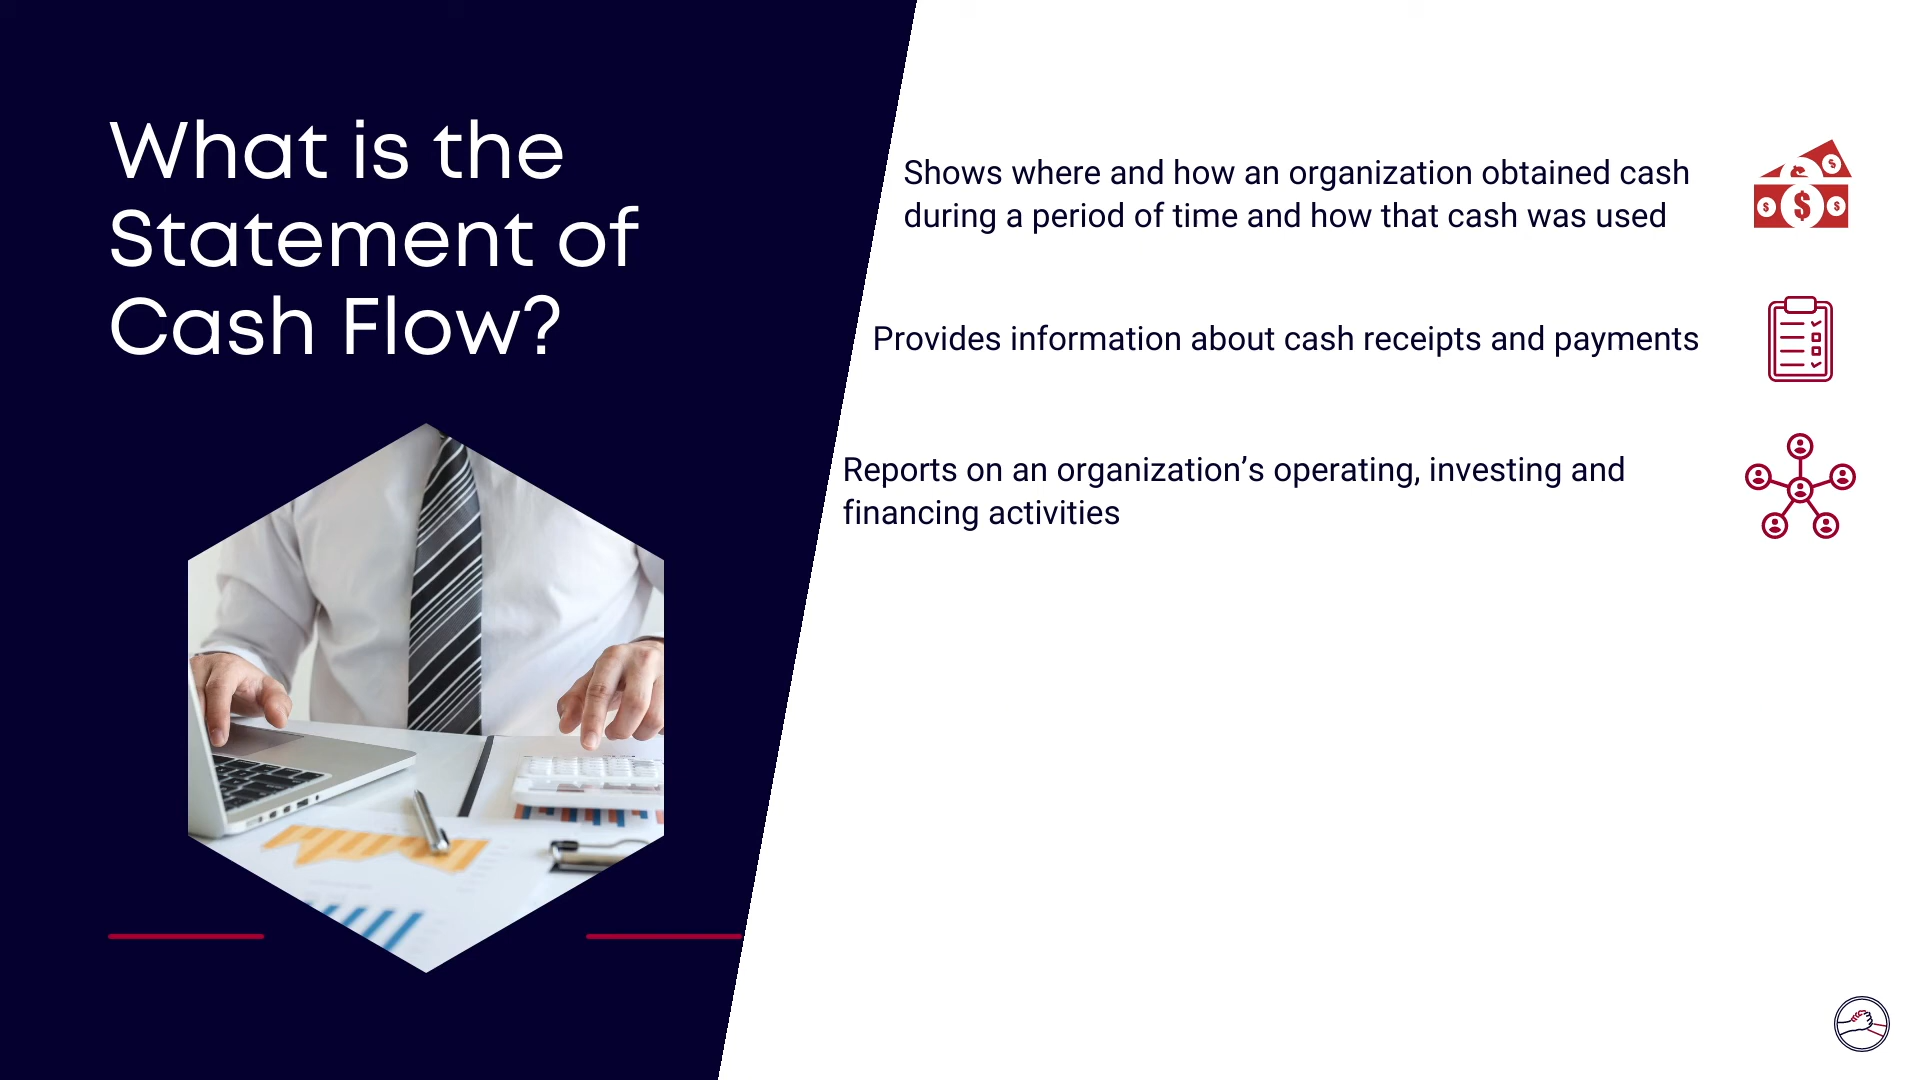 What is the
Statement of
Cash Flow?
Shows where and how an organization obtained cash
during a period of time and how that cash was used
Provides information about cash receipts and payments
Reports on an organization’s operating, investing and
financing activities